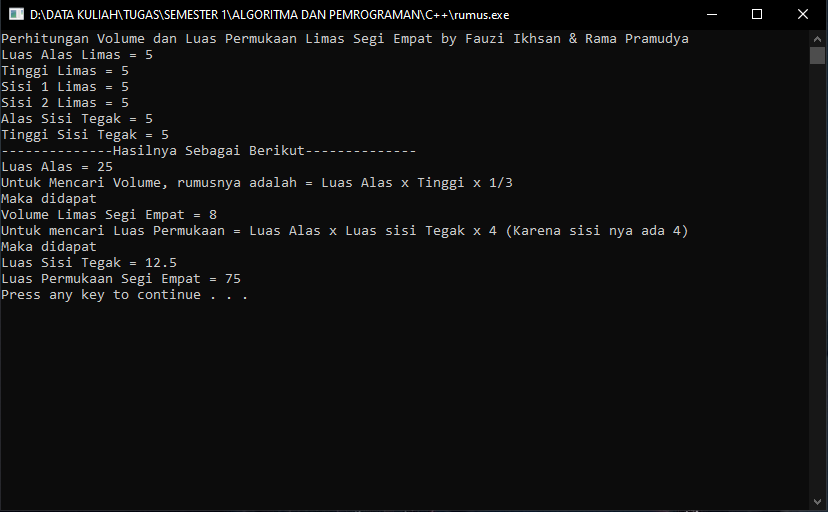 D:\DATA KULIAH\TUGAS\SEMESTER 1\ALGORITMA DAN PEMROGRAMAN\C++\rumus.exe
Perhitungan Volume dan Luas Permukaan Limas Segi Empat by Fauzi Ikhsan & Rama Pramudya
Luas Alas Limas = 5
Tinggi Limas = 5
Sisi 1 Limas = 5
Sisi 2 Limas = 5
Alas Sisi Tegak = 5
Tinggi Sisi Tegak = 5
--------------Hasilnya Sebagai Berikut--------------
Luas Alas = 25
Untuk Mencari Volume, rumusnya adalah = Luas Alas x Tinggi x 1/3
Maka didapat
Volume Limas Segi Empat = 8
Untuk mencari Luas Permukaan = Luas Alas x Luas sisi Tegak x 4 (Karena sisi nya ada 4)
Maka didapat
Luas Sisi Tegak = 12.5
Luas Permukaan Segi Empat = 75
Press any key to continue . . .